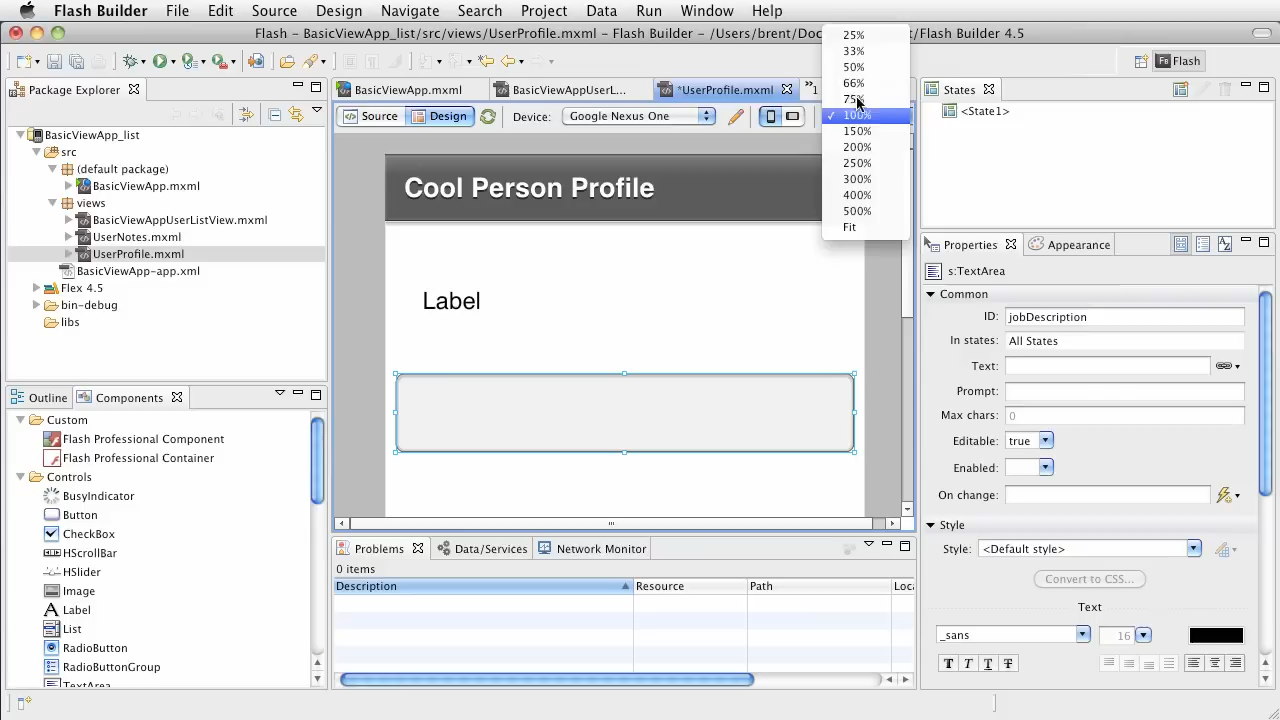 Flash Builder File Edit Source Design Navigate Search Project Data Run Window Help
Flash – BasicViewApp_list/src/views/UserProfile.mxml – Flash Builder – /Users/brent/Doc /Flash Builder 4.5
Fb Flash
25%
33%
50%
66%
75%
100%
150%
200%
250%
300%
400%
500%
Fit
Package Explorer
BasicViewApp_list
src
(default package)
BasicViewApp.mxml
views
BasicViewAppUserListView.mxml
UserNotes.mxml
UserProfile.mxml
BasicViewApp-app.xml
Flex 4.5
bin-debug
libs
Outline Components
Custom
Flash Professional Component
Flash Professional Container
Controls
BusyIndicator
Button
CheckBox
HScrollBar
HSlider
Image
Label
List
RadioButton
RadioButtonGroup
TextArea
BasicViewApp.mxml BasicViewAppUserL... *UserProfile.mxml »1
Source Design Device: Google Nexus One
Cool Person Profile
Label
Problems Data/Services Network Monitor
0 items
Description Resource Path Loca
States
<State1>
Properties Appearance
s:TextArea
Common
ID: jobDescription
In states: All States
Text:
Prompt:
Max chars: 0
Editable: true
Enabled:
On change:
Style
Style: <Default style>
Convert to CSS...
Text
_sans 16
T T T T